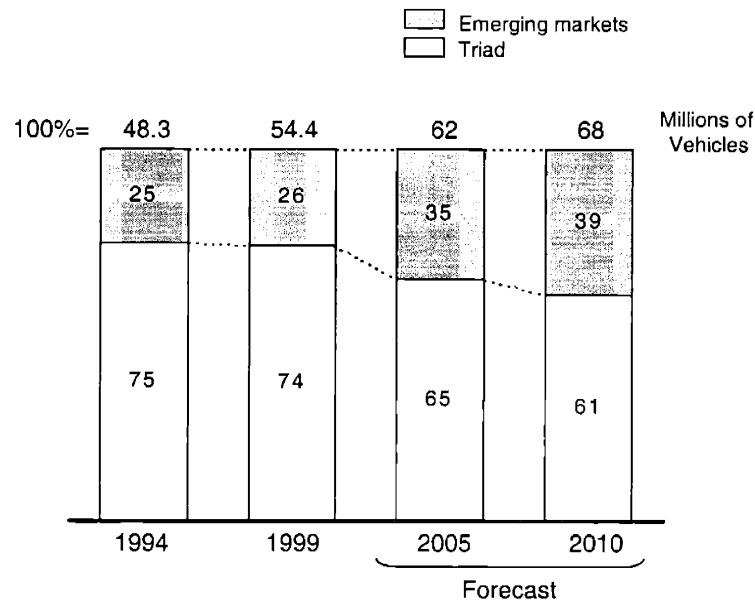 Emerging markets
Triad
100%= 48.3 54.4 62 68 Millions of
Vehicles
25 26 35 39
75 74 65 61
1994 1999 2005 2010
Forecast